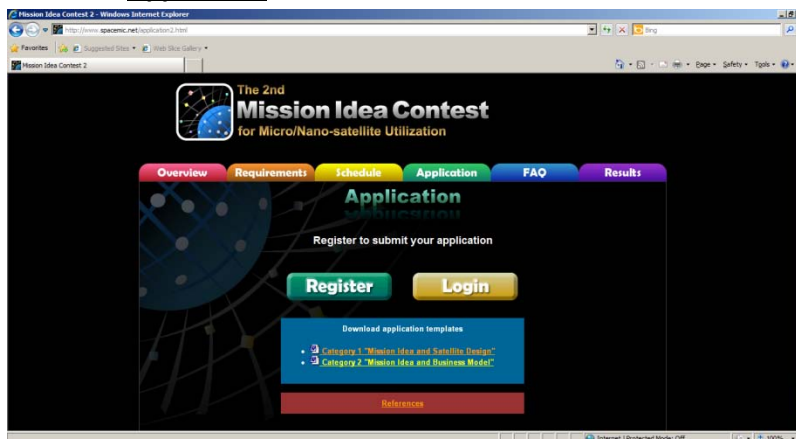 Mission Idea Contest 2 - Windows Internet Explorer
http://www.spacemic.net/application2.html
Bing
Favorites Suggested Sites Web Slice Gallery
Mission Idea Contest 2
Page Safety Tools
The 2nd
Mission Idea Contest
for Micro/Nano-satellite Utilization
Overview Requirements Schedule Application FAQ Results
Application
Register to submit your application
Register Login
Download application templates
Category 1 "Mission Idea and Satellite Design"
Category 2 "Mission Idea and Business Model"
References
Internet | Protected Mode: Off 100%